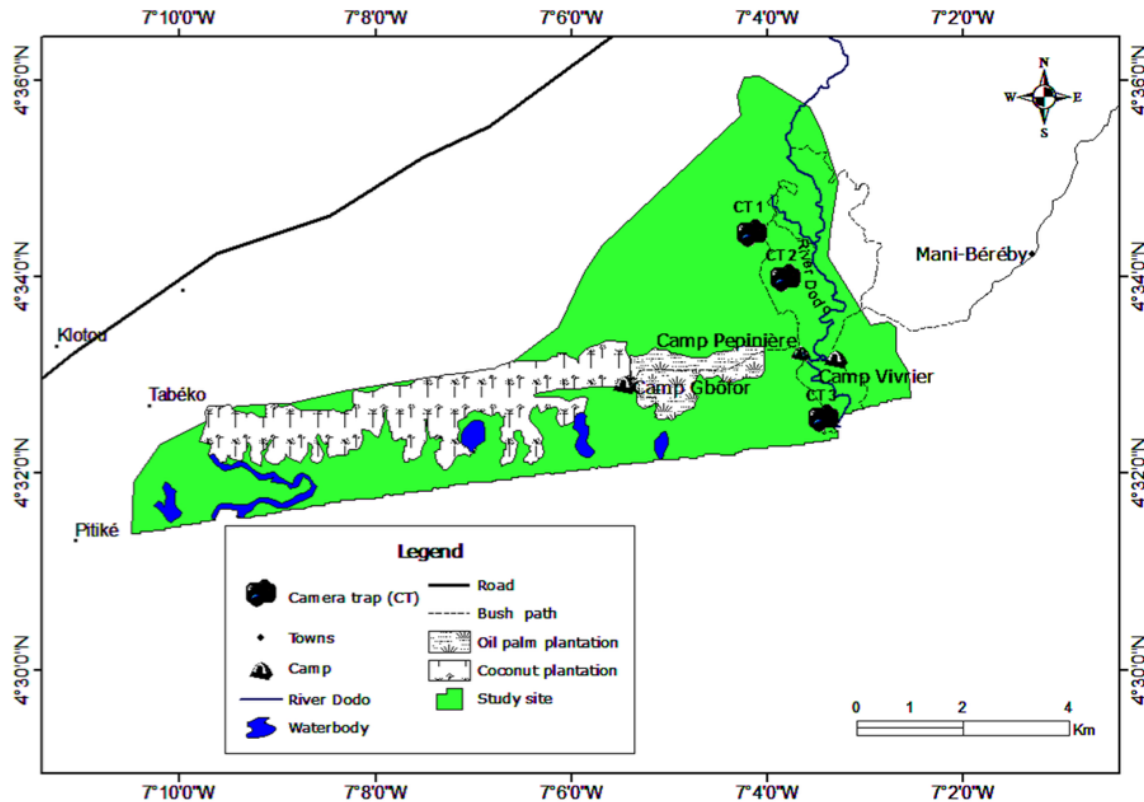 7°10'0"W 7°8'0"W 7°6'0"W 7°4'0"W 7°2'0"W
4°36'0"N 4°36'0"N
N
W E
S
CT 1
Mani-Béréby
CT 2
River Dodo
4°34'0"N 4°34'0"N
Klotou
Camp Pepinière
Camp Vivrier
Camp Gbofor
Tabéko
CT 3
4°32'0"N 4°32'0"N
Pitiké
Legend
Camera trap (CT)
Towns
Camp
River Dodo
Waterbody
Road
Bush path
Oil palm plantation
Coconut plantation
Study site
4°30'0"N 4°30'0"N
0 1 2 4
Km
7°10'0"W 7°8'0"W 7°6'0"W 7°4'0"W 7°2'0"W